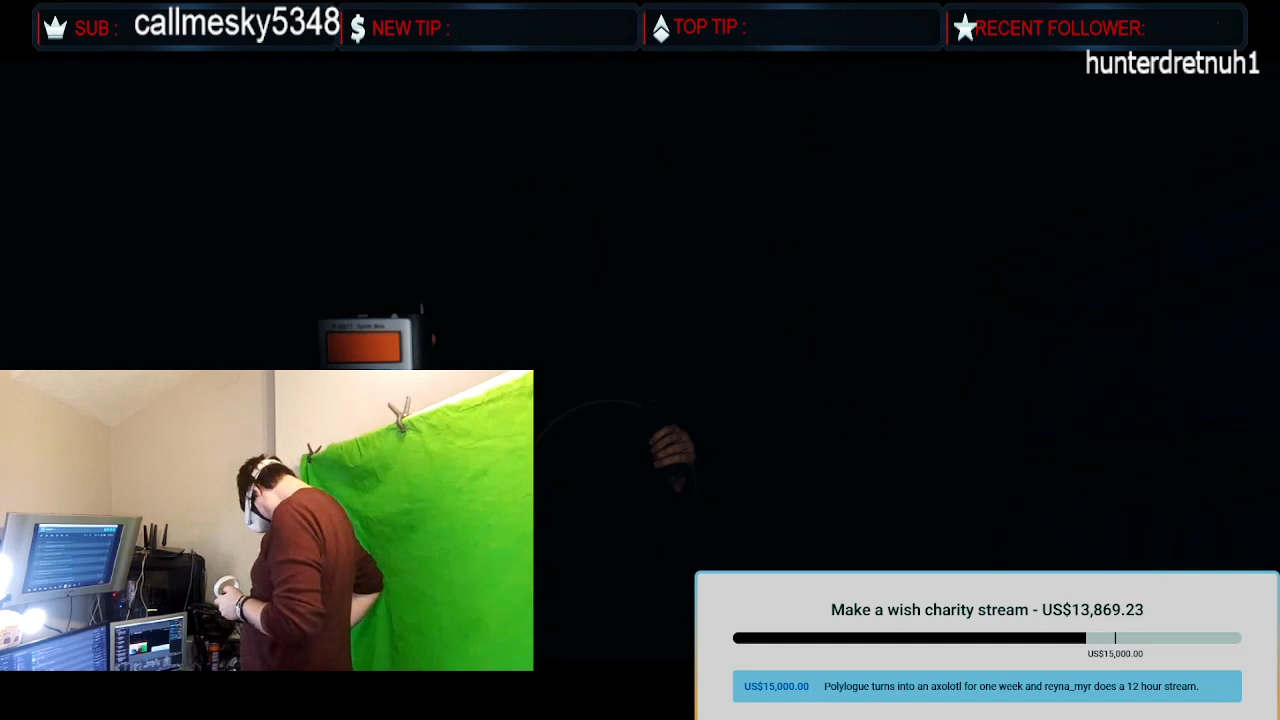 SUB : callmesky5348 NEW TIP : TOP TIP : RECENT FOLLOWER:
hunterdretnuh1
Make a wish charity stream - US$13,869.23
US$15,000.00
US$15,000.00 Polylogue turns into an axolotl for one week and reyna_myr does a 12 hour stream.